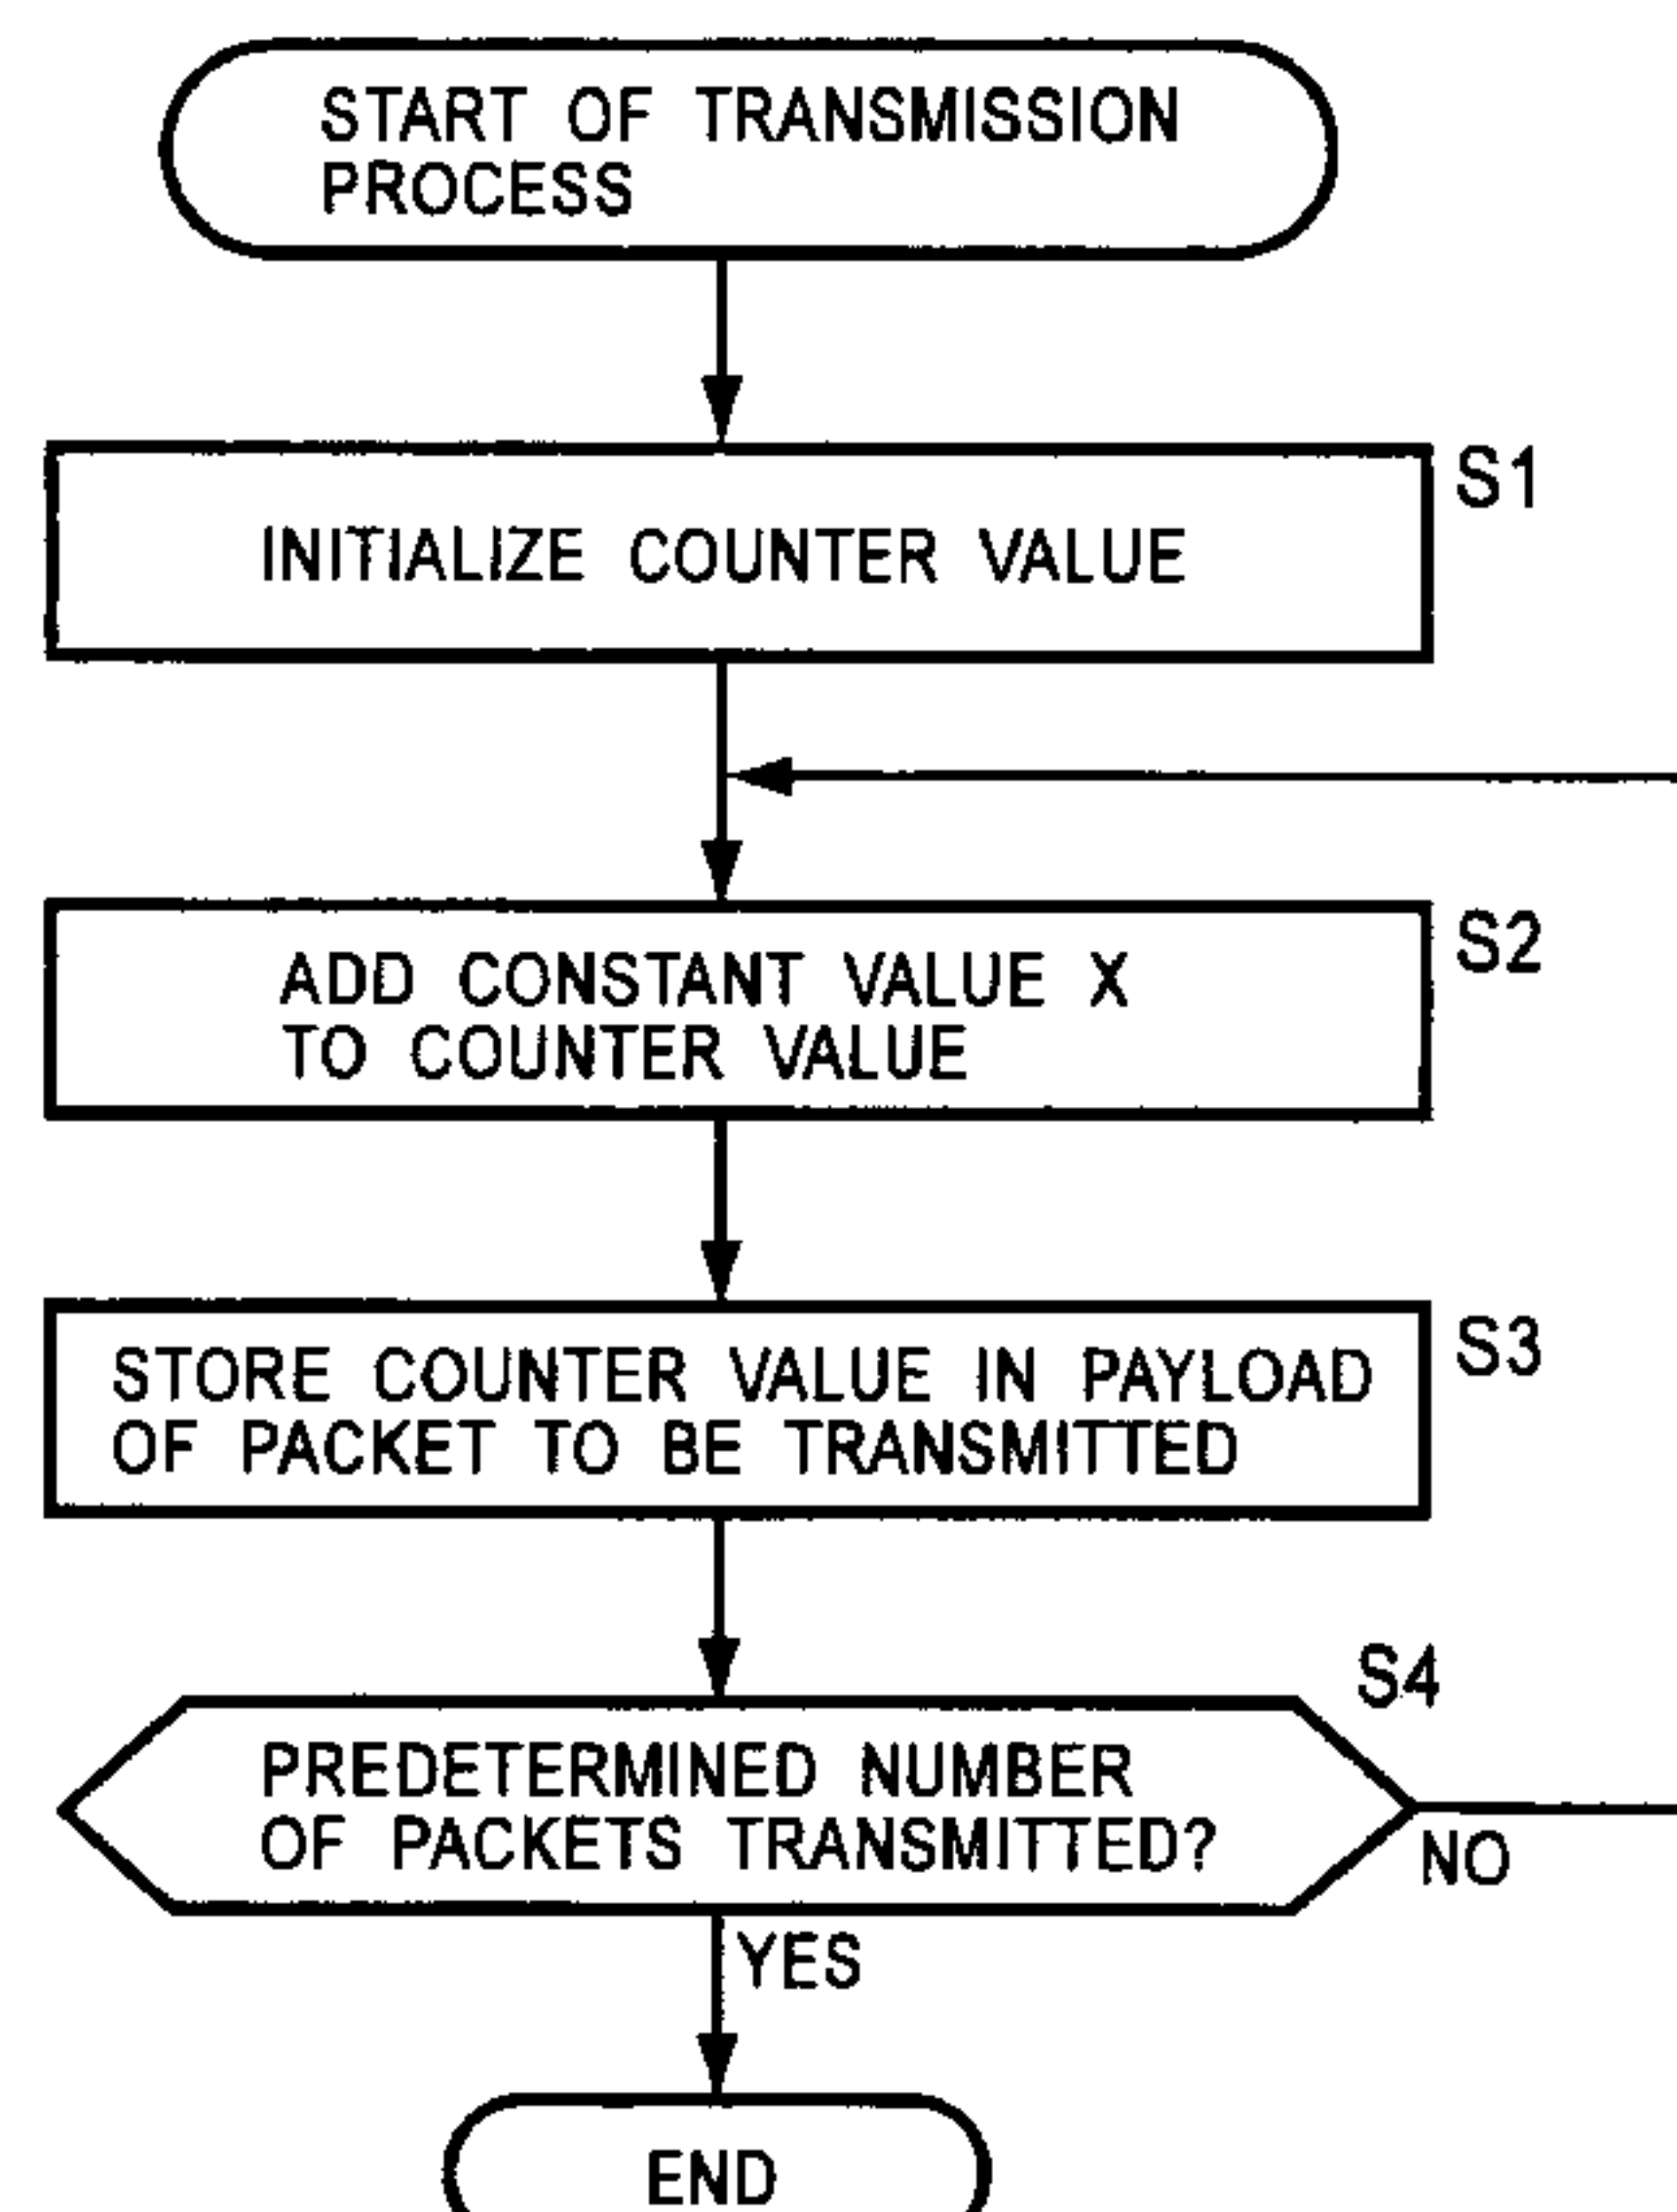 START OF TRANSMISSION
PROCESS
S1
INITIALIZE COUNTER VALUE
S2
ADD CONSTANT VALUE X
TO COUNTER VALUE
S3
STORE COUNTER VALUE IN PAYLOAD
OF PACKET TO BE TRANSMITTED
S4
PREDETERMINED NUMBER
OF PACKETS TRANSMITTED?
NO
YES
END